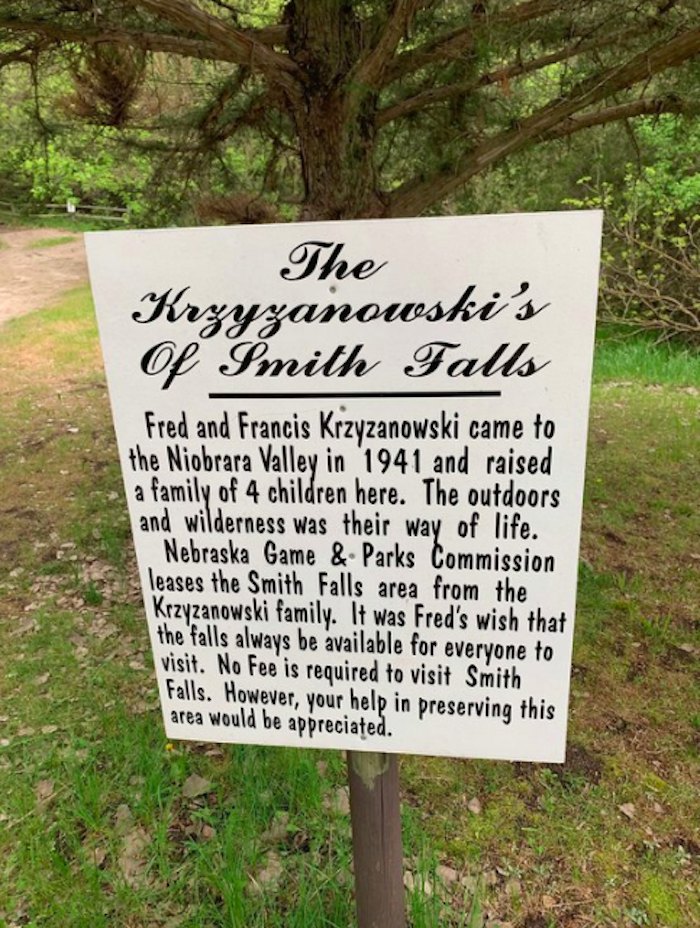 The
Krzyzanowski's
Of Smith Falls
Fred and Francis Krzyzanowski came to
the Niobrara Valley in 1941 and raised
a family of 4 children here. The outdoors
and wilderness was their way of life.
Nebraska Game & Parks Commission
leases the Smith Falls area from the
Krzyzanowski family. It was Fred's wish that
the falls always be available for everyone to
visit. No Fee is required to visit Smith
Falls. However, your help in preserving this
area would be appreciated.